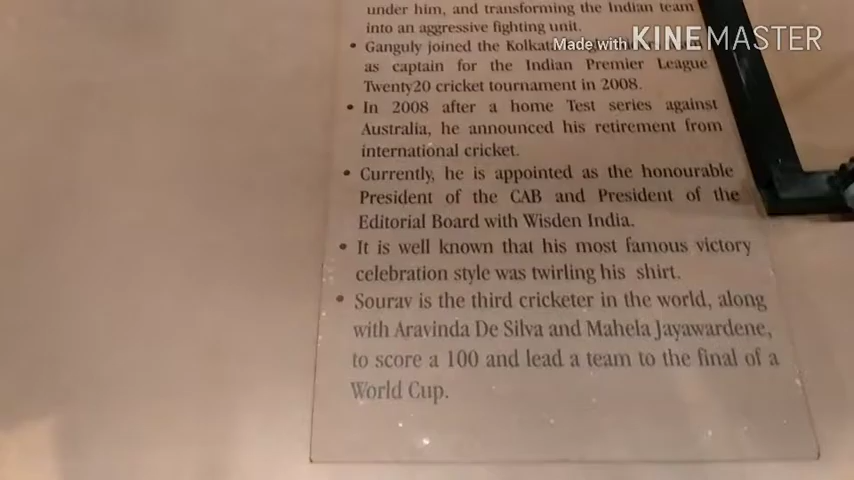 under him, and transforming the Indian team
into an aggressive fighting unit.
• Ganguly joined the
Made with KINEMASTER
as captain for the Indian Premier League
Twenty20 cricket tournament in 2008.
• In 2008 after a home Test series against
Australia, he announced his retirement from
international cricket.
• Currently, he is appointed as the honourable
President of the CAB and President of the
Editorial Board with Wisden India.
• It is well known that his most famous victory
celebration style was twirling his shirt.
• Sourav is the third cricketer in the world, along
with Aravinda De Silva and Mahela Jayawardene,
to score a 100 and lead a team to the final of a
World Cup.